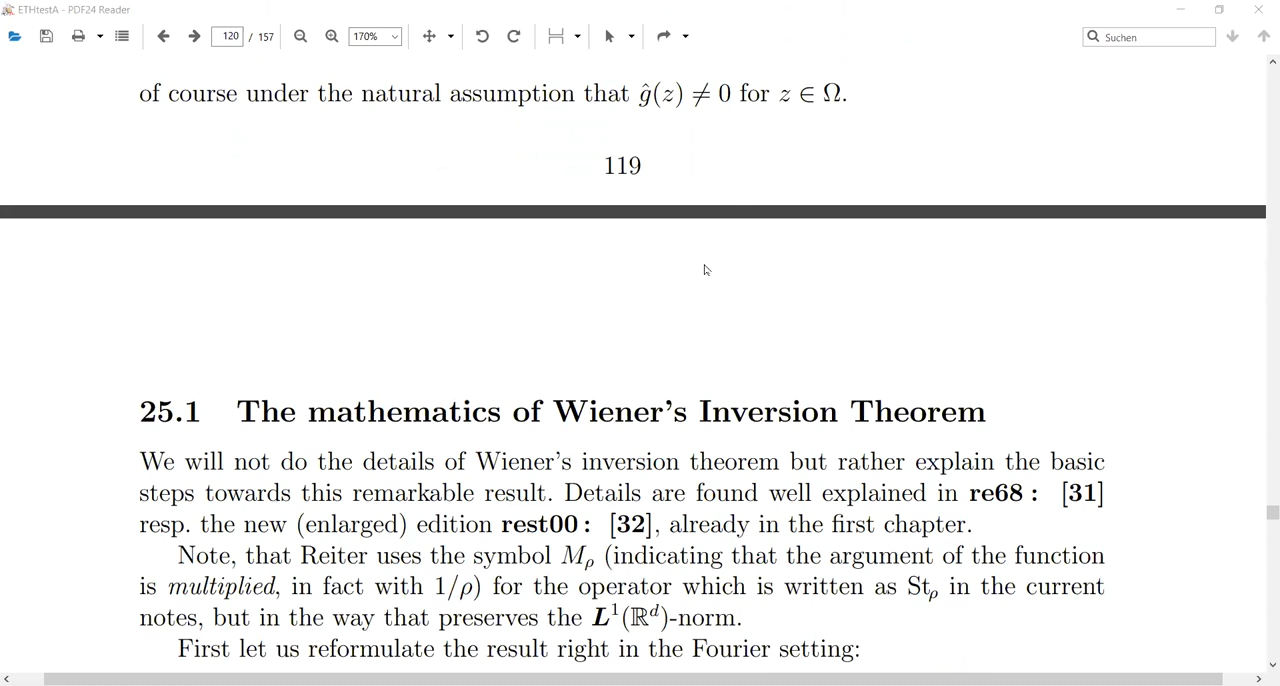 ETHtestA - PDF24 Reader
120 / 157 170% Suchen
of course under the natural assumption that ĝ(z) ≠ 0 for z ∈ Ω.
119
25.1 The mathematics of Wiener's Inversion Theorem
We will not do the details of Wiener's inversion theorem but rather explain the basic
steps towards this remarkable result. Details are found well explained in re68 : [31]
resp. the new (enlarged) edition rest00 : [32], already in the first chapter.
Note, that Reiter uses the symbol Mρ (indicating that the argument of the function
is multiplied, in fact with 1/ρ) for the operator which is written as Stρ in the current
notes, but in the way that preserves the L¹(ℝᵈ)-norm.
First let us reformulate the result right in the Fourier setting: